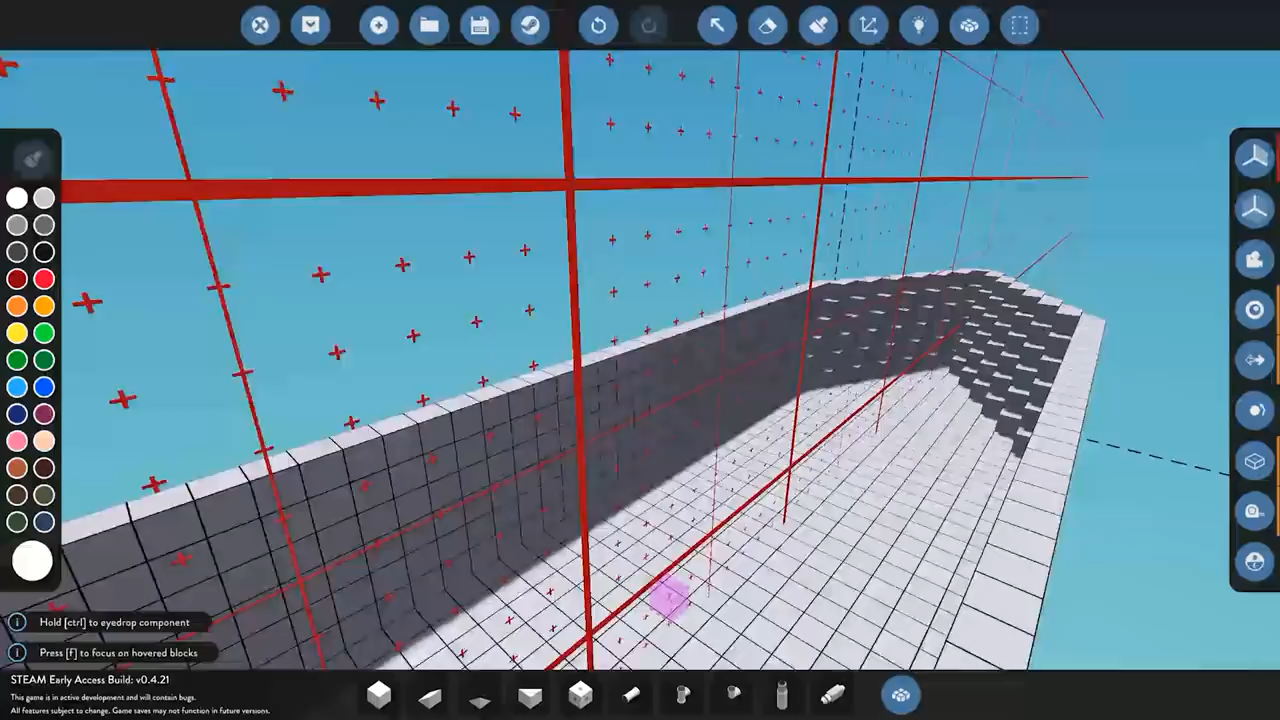 Hold [ctrl] to eyedrop component
Press [f] to focus on hovered blocks
STEAM Early Access Build: v0.4.21
This game is in active development and will contain bugs.
All features subject to change. Game saves may not function in future versions.